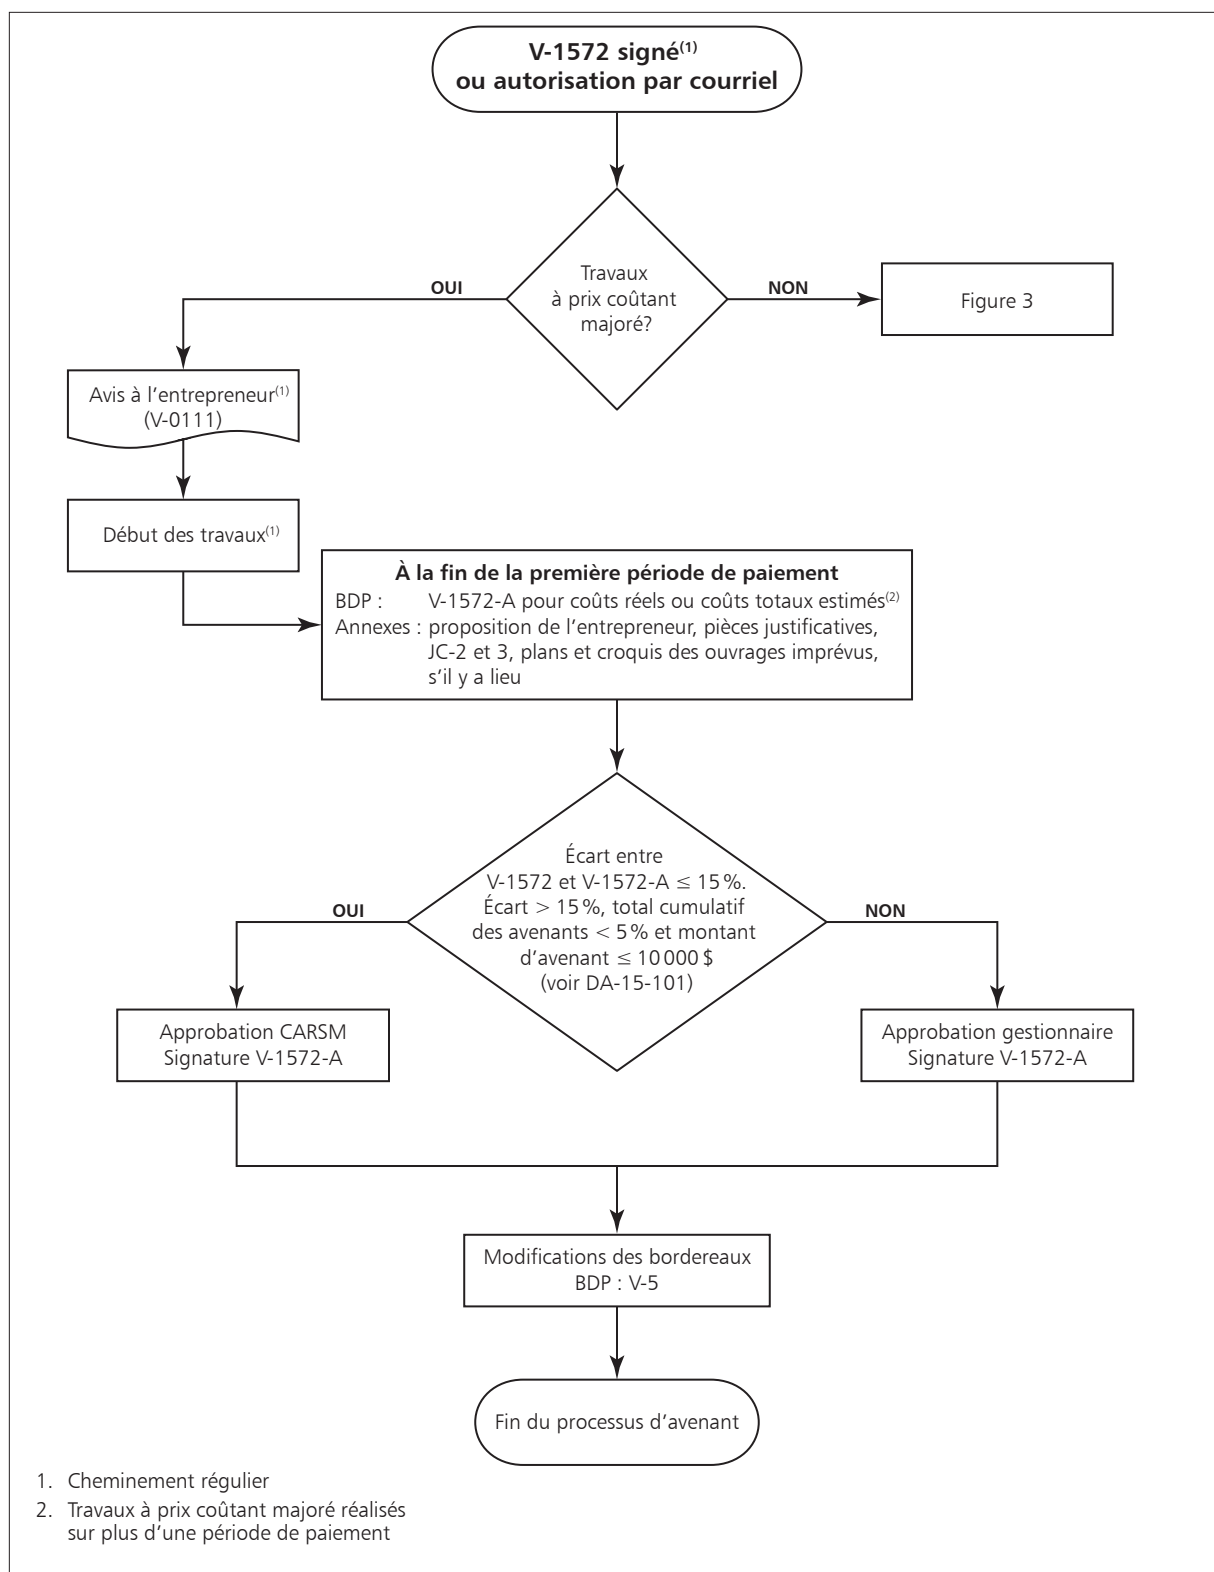 V-1572 signé(1)
ou autorisation par courriel
Travaux
à prix coûtant
majoré?
OUI
NON
Figure 3
Avis à l'entrepreneur(1)
(V-0111)
Début des travaux(1)
À la fin de la première période de paiement
BDP : V-1572-A pour coûts réels ou coûts totaux estimés(2)
Annexes : proposition de l'entrepreneur, pièces justificatives,
JC-2 et 3, plans et croquis des ouvrages imprévus,
s'il y a lieu
Écart entre
V-1572 et V-1572-A ≤ 15 %.
Écart > 15 %, total cumulatif
des avenants < 5 % et montant
d'avenant ≤ 10 000 $
(voir DA-15-101)
OUI
NON
Approbation CARSM
Signature V-1572-A
Approbation gestionnaire
Signature V-1572-A
Modifications des bordereaux
BDP : V-5
Fin du processus d'avenant
1. Cheminement régulier
2. Travaux à prix coûtant majoré réalisés
sur plus d'une période de paiement